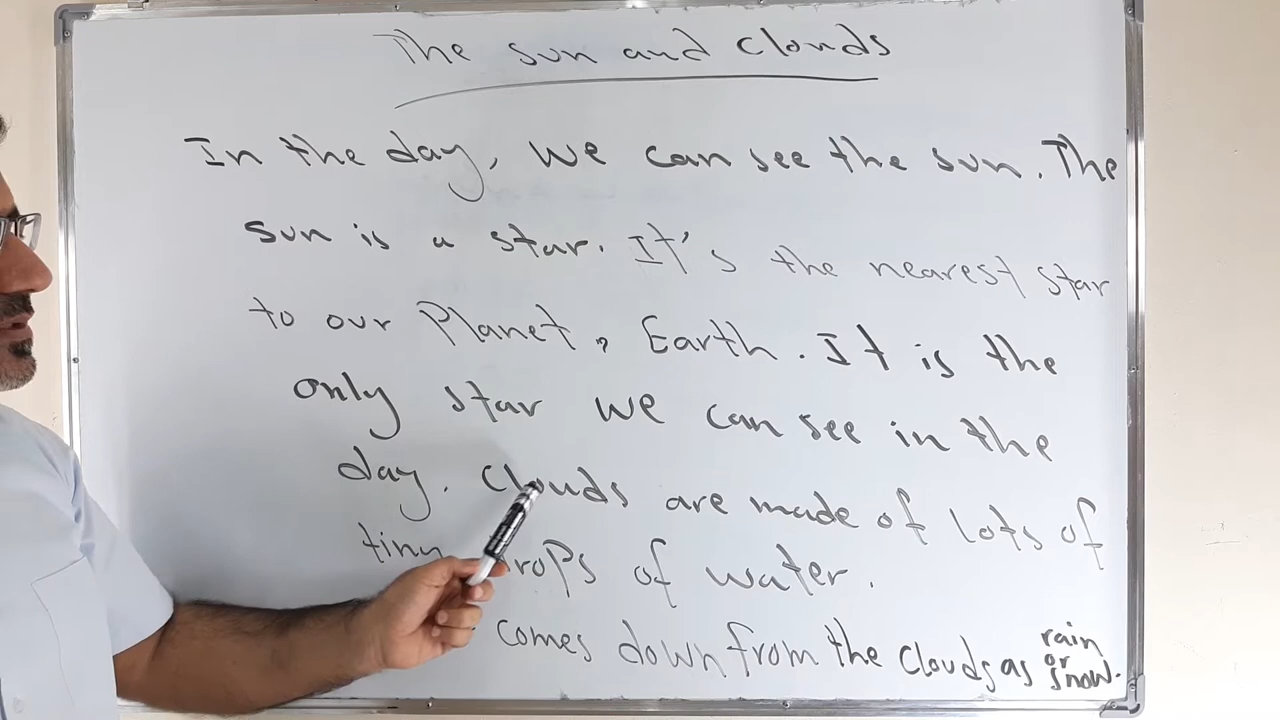 The sun and clouds
In the day, we can see the sun. The
sun is a star. It's the nearest star
to our Planet, Earth. It is the
only star we can see in the
day. Clouds are made of lots of
tiny drops of water.
comes down from the clouds as rain or snow.